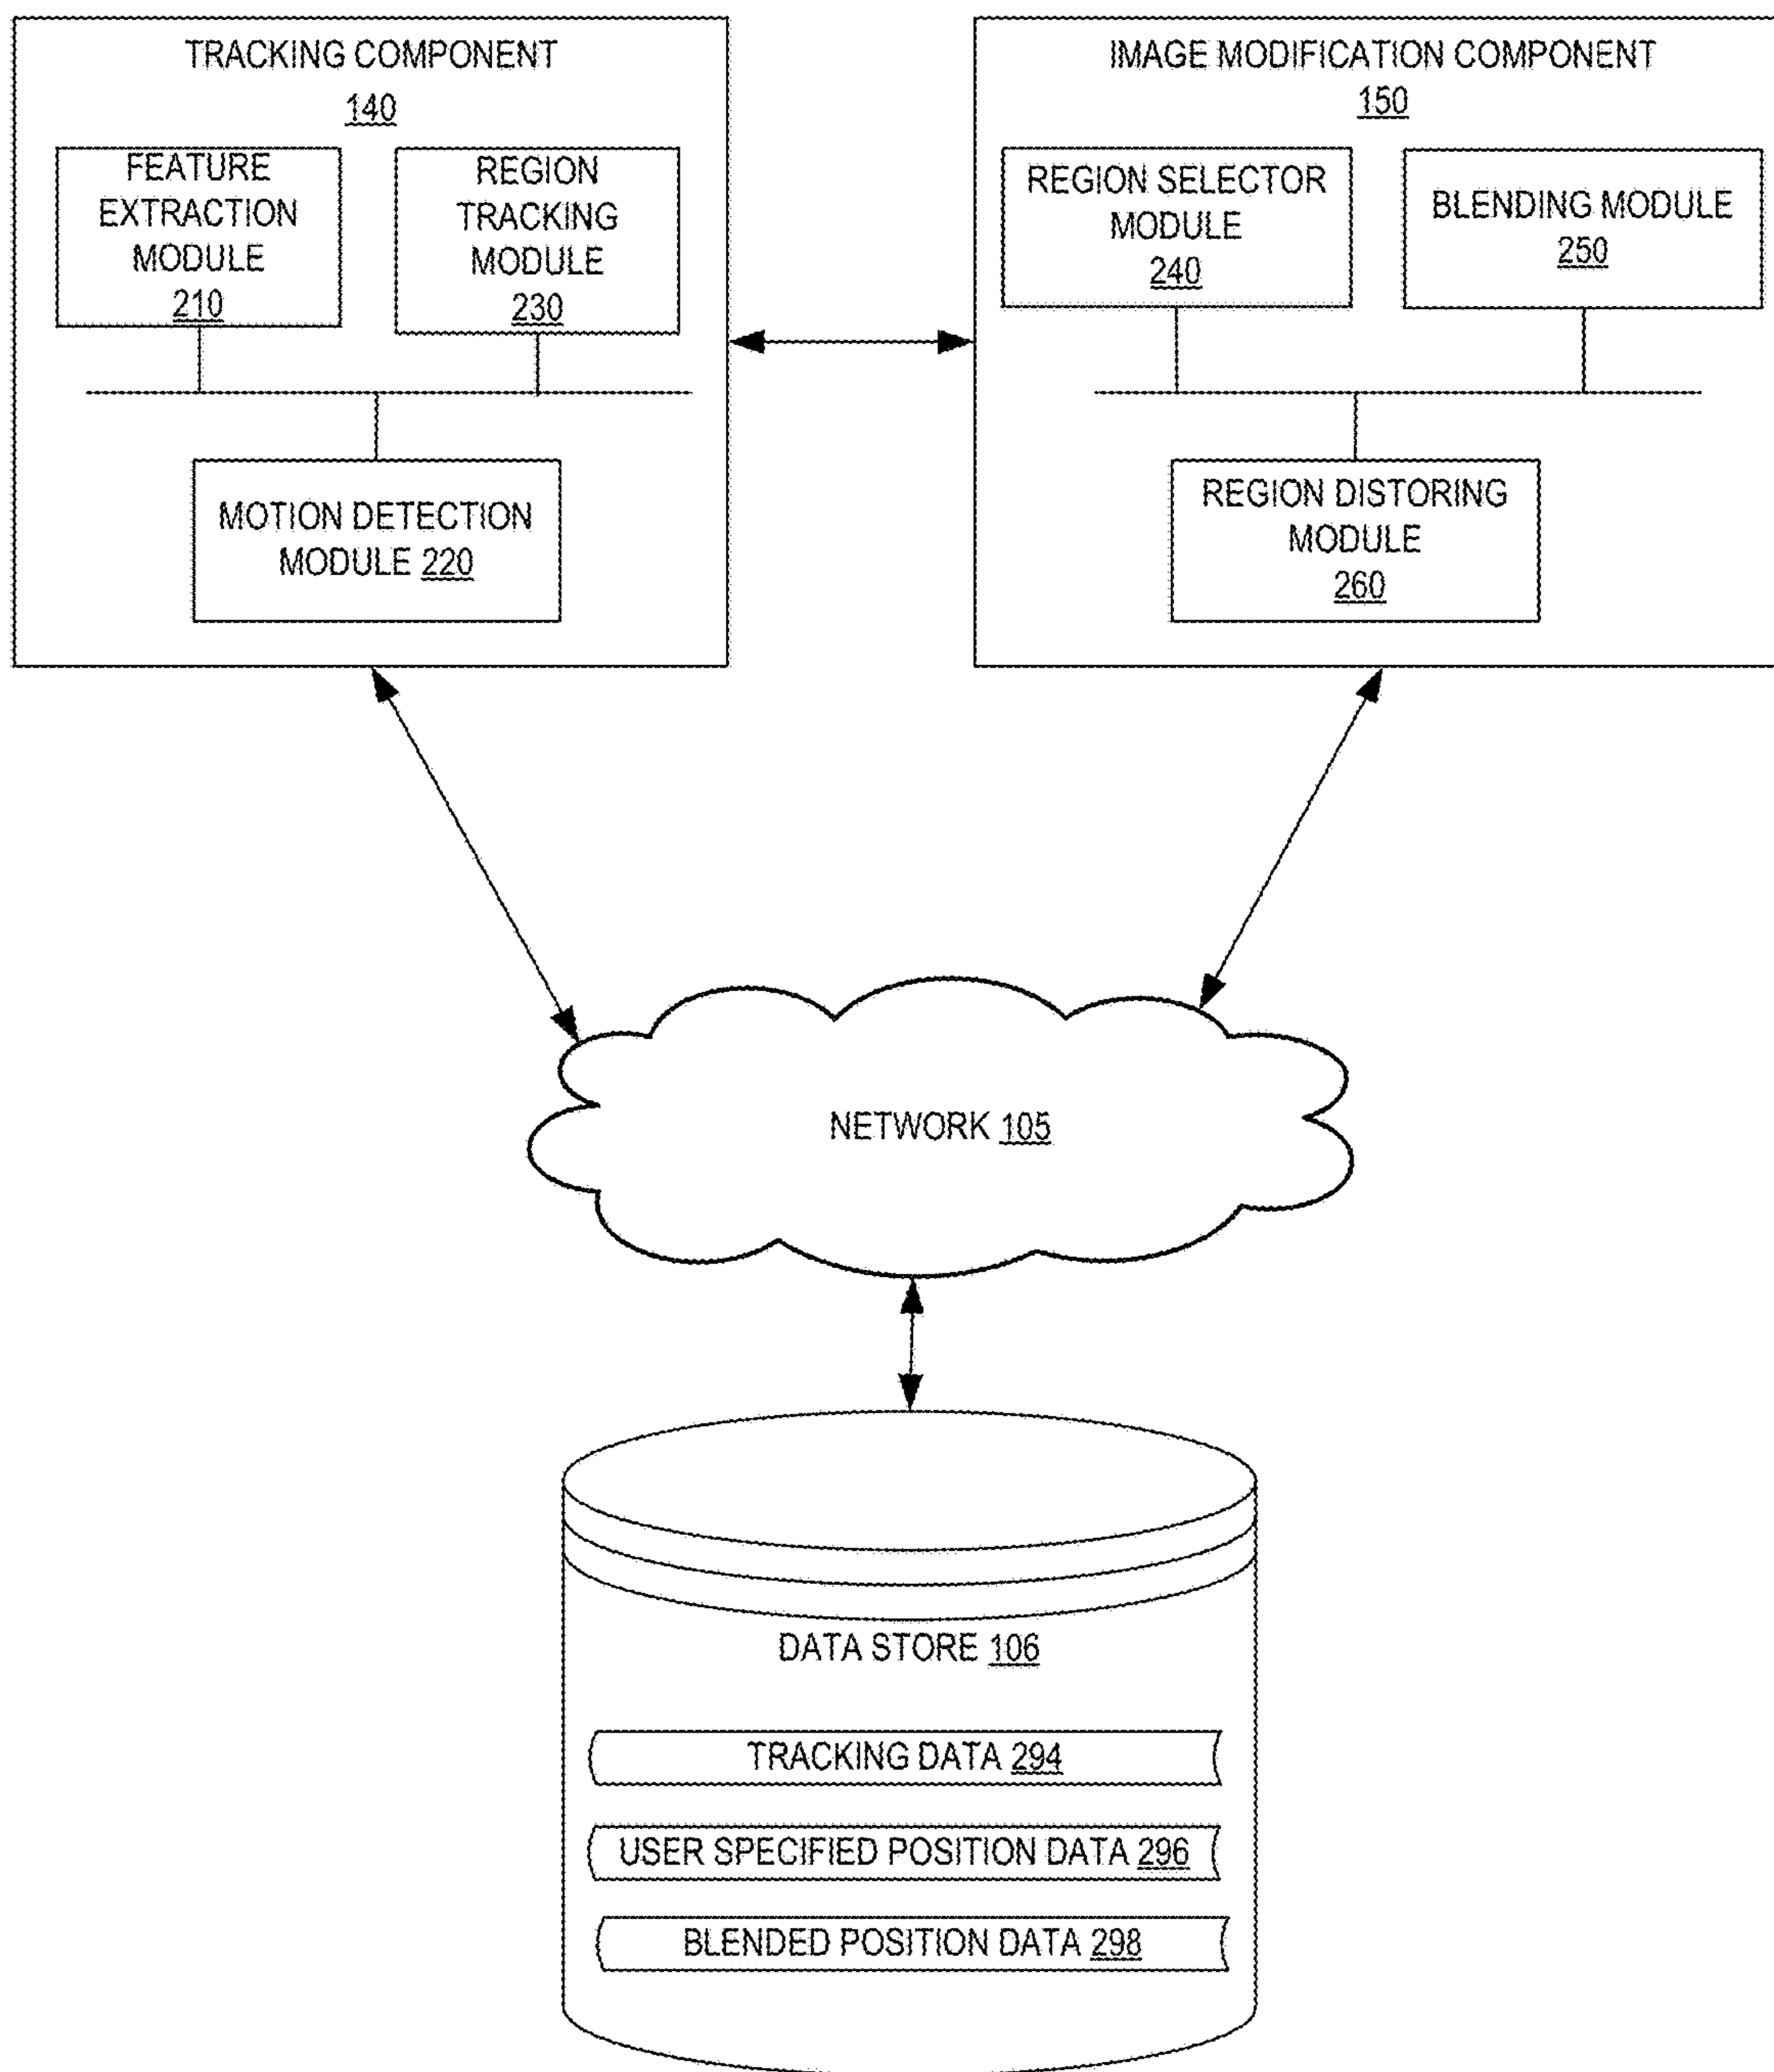 TRACKING COMPONENT
140
FEATURE
EXTRACTION
MODULE
210
REGION
TRACKING
MODULE
230
MOTION DETECTION
MODULE 220
IMAGE MODIFICATION COMPONENT
150
REGION SELECTOR
MODULE
240
BLENDING MODULE
250
REGION DISTORING
MODULE
260
NETWORK 105
DATA STORE 106
TRACKING DATA 294
USER SPECIFIED POSITION DATA 296
BLENDED POSITION DATA 298